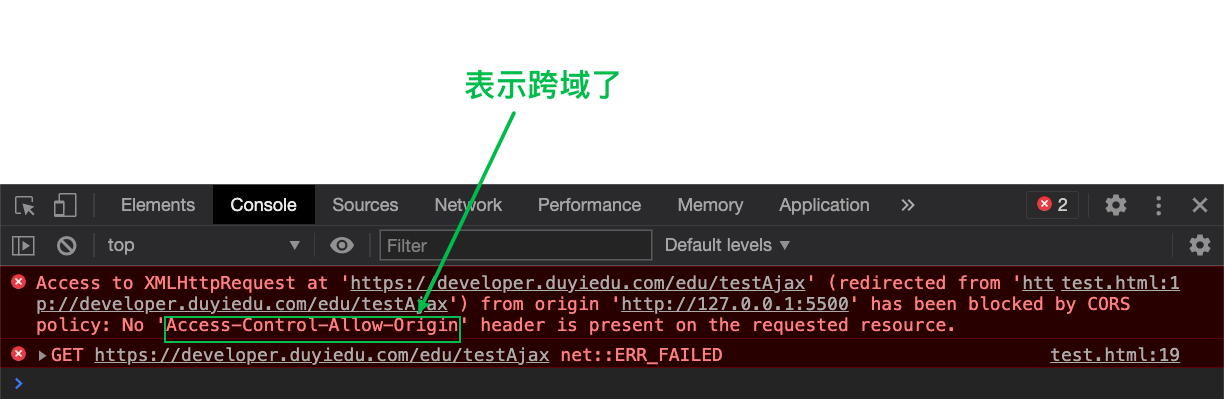 表示跨域了
Elements Console Sources Network Performance Memory Application » 2
top Filter Default levels
Access to XMLHttpRequest at 'https://developer.duyiedu.com/edu/testAjax' (redirected from 'htt test.html:1
p://developer.duyiedu.com/edu/testAjax') from origin 'http://127.0.0.1:5500' has been blocked by CORS
policy: No 'Access-Control-Allow-Origin' header is present on the requested resource.
GET https://developer.duyiedu.com/edu/testAjax net::ERR_FAILED test.html:19